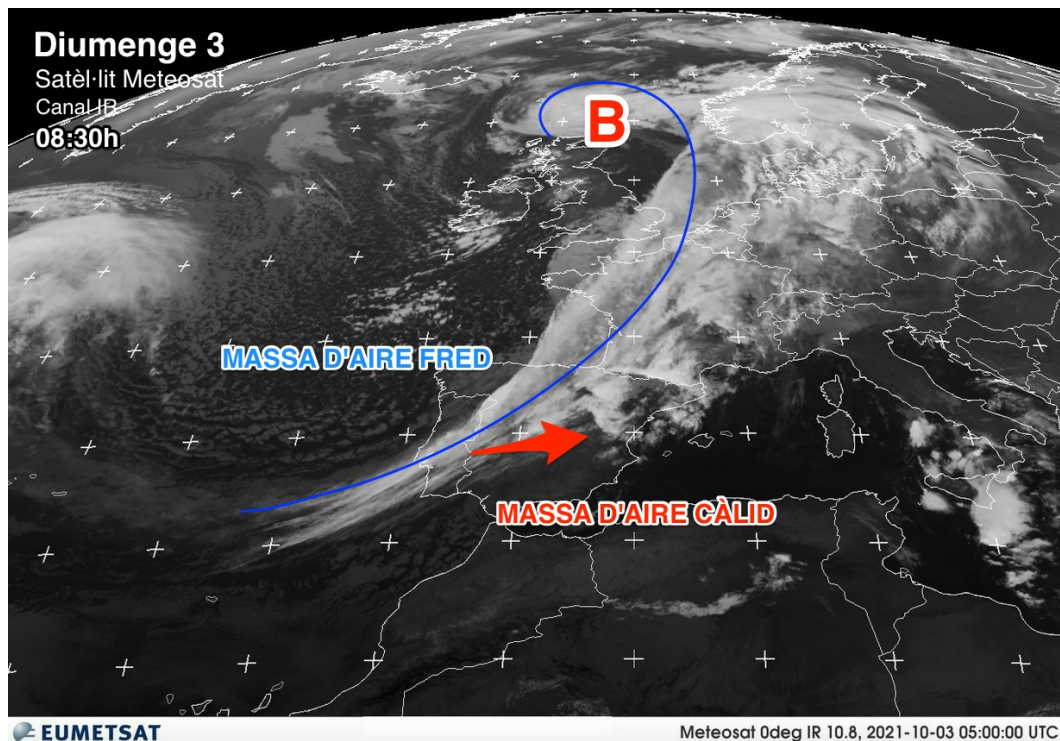 Diumenge 3
Satèl·lit Meteosat
Canal IR
08:30h
B
MASSA D'AIRE FRED
MASSA D'AIRE CÀLID
EUMETSAT
Meteosat 0deg IR 10.8, 2021-10-03 05:00:00 UTC